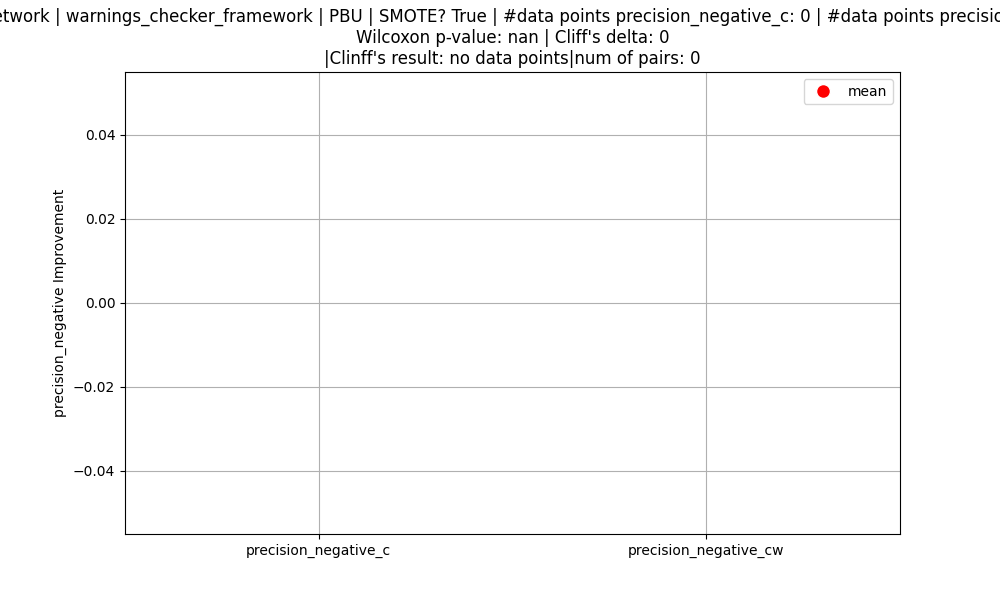 etwork | warnings_checker_framework | PBU | SMOTE? True | #data points precision_negative_c: 0 | #data points precisio
Wilcoxon p-value: nan | Cliff's delta: 0
|Clinff's result: no data points|num of pairs: 0
mean
0.04
0.02
0.00
−0.02
−0.04
precision_negative Improvement
precision_negative_c
precision_negative_cw